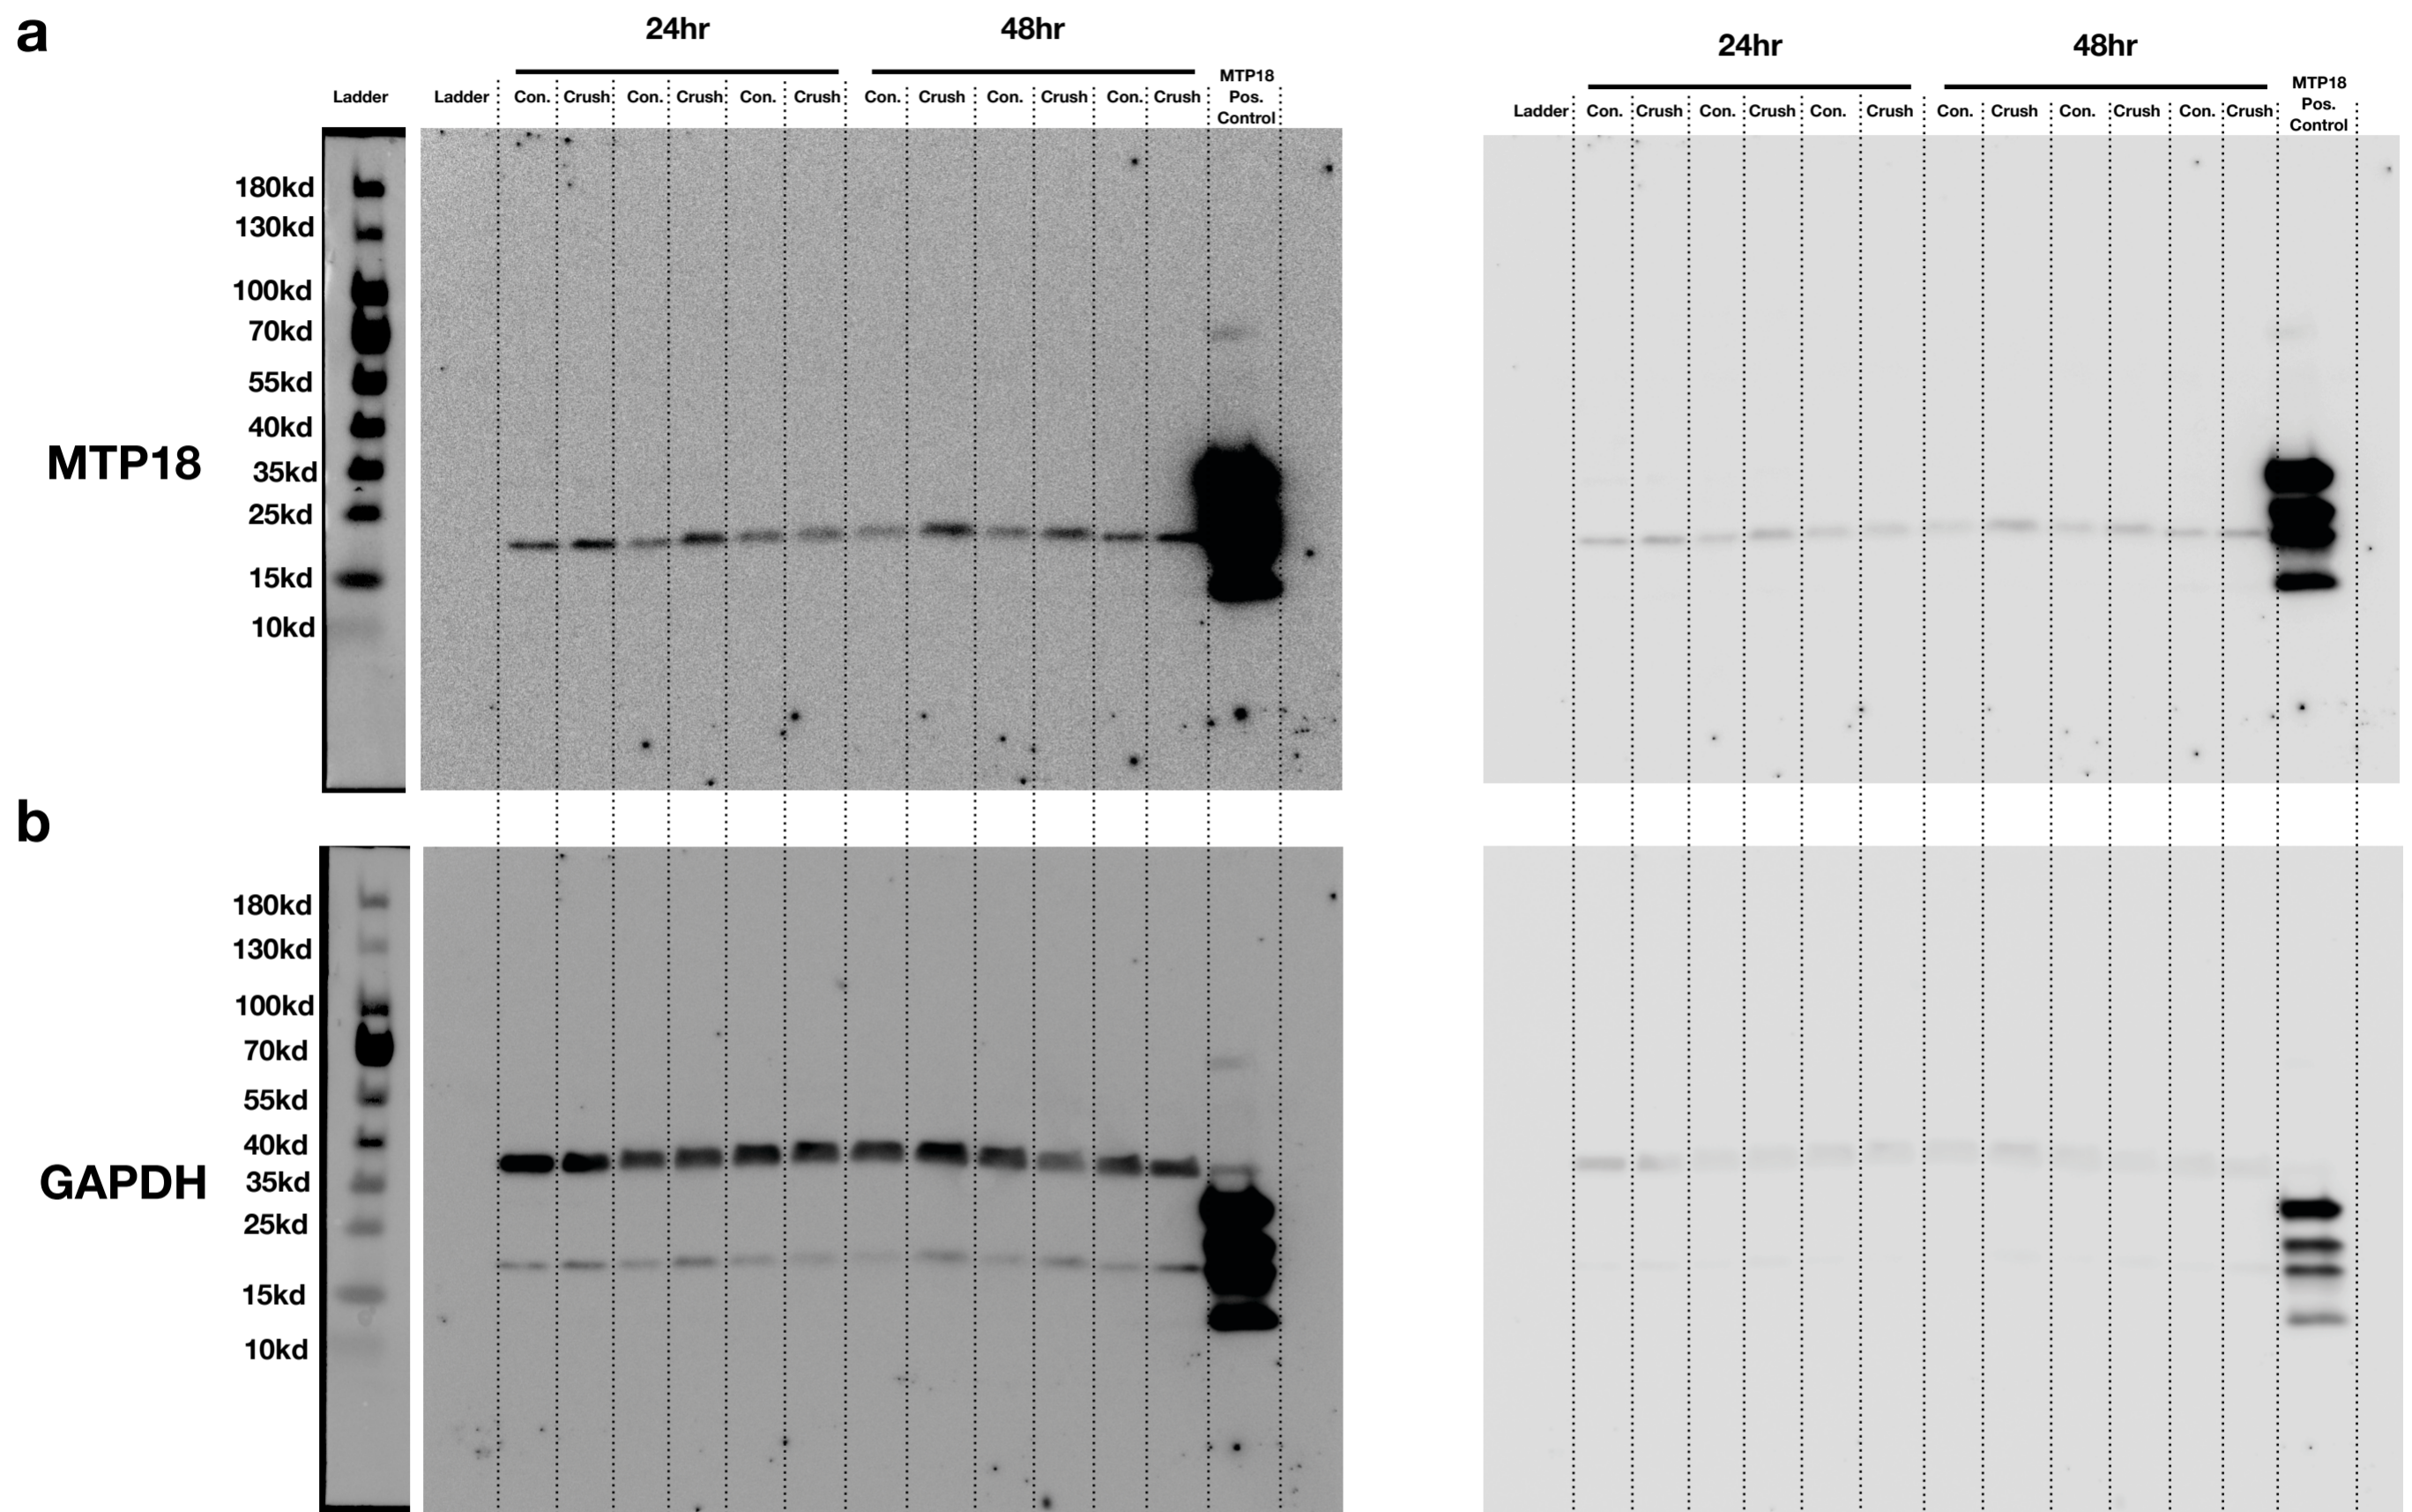 a
24hr 48hr
Ladder Ladder Con. Crush Con. Crush Con. Crush Con. Crush Con. Crush Con. Crush MTP18 Pos. Control
24hr 48hr
Ladder Con. Crush Con. Crush Con. Crush Con. Crush Con. Crush Con. Crush MTP18 Pos. Control
MTP18
180kd
130kd
100kd
70kd
55kd
40kd
35kd
25kd
15kd
10kd
b
GAPDH
180kd
130kd
100kd
70kd
55kd
40kd
35kd
25kd
15kd
10kd